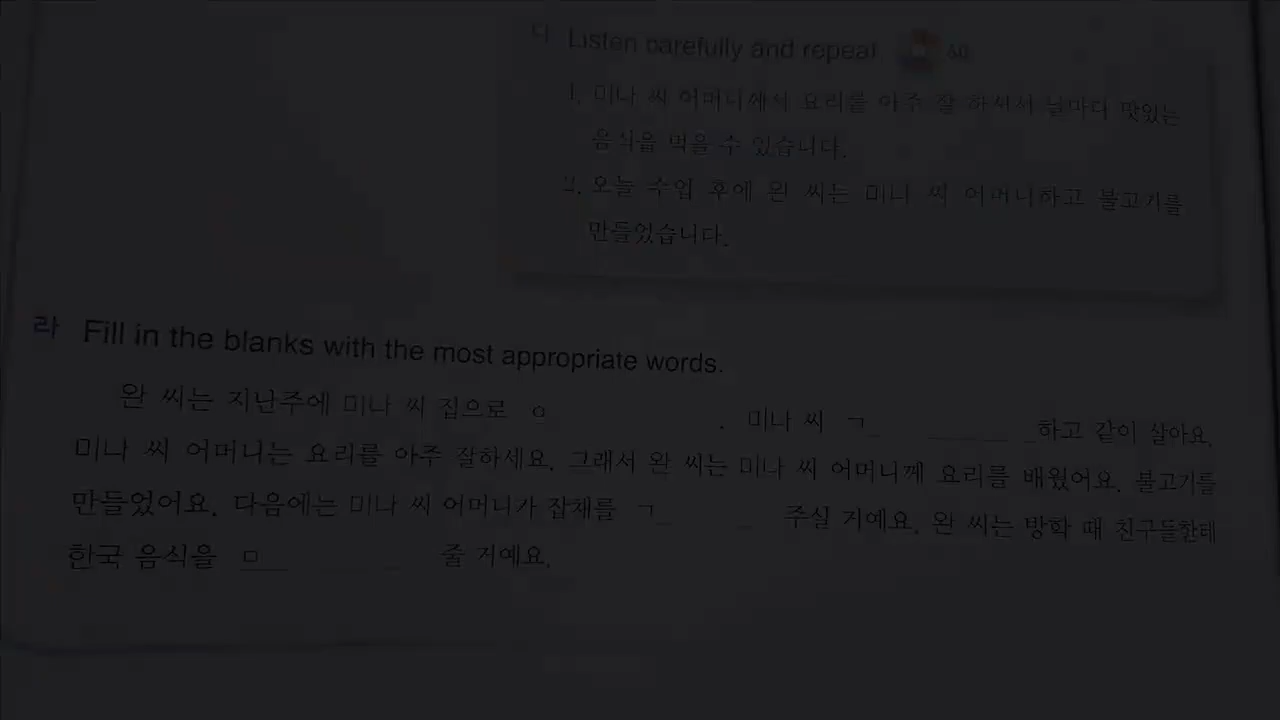 다 Listen carefully and repeat
1. 미나 씨 어머니께서 요리를 아주 잘 하셔서 날마다 맛있는
음식을 먹을 수 있습니다.
2. 오늘 수업 후에 완 씨는 미나 씨 어머니하고 불고기를
만들었습니다.
라 Fill in the blanks with the most appropriate words.
완 씨는 지난주에 미나 씨 집으로 ㅇ . 미나 씨 ㄱ 하고 같이 살아요.
미나 씨 어머니는 요리를 아주 잘하세요. 그래서 완 씨는 미나 씨 어머니께 요리를 배웠어요. 불고기를
만들었어요. 다음에는 미나 씨 어머니가 잡채를 ㄱ 주실 거예요. 완 씨는 방학 때 친구들한테
한국 음식을 ㅁ 줄 거예요.